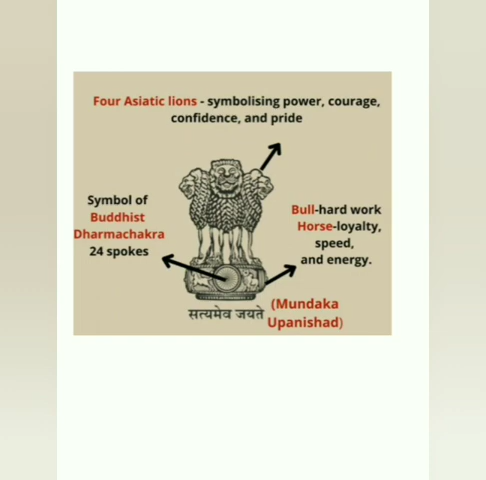 Four Asiatic lions - symbolising power, courage,
confidence, and pride
Symbol of
Buddhist
Dharmachakra
24 spokes
Bull-hard work
Horse-loyalty,
speed,
and energy.
सत्यमेव जयते
(Mundaka
Upanishad)